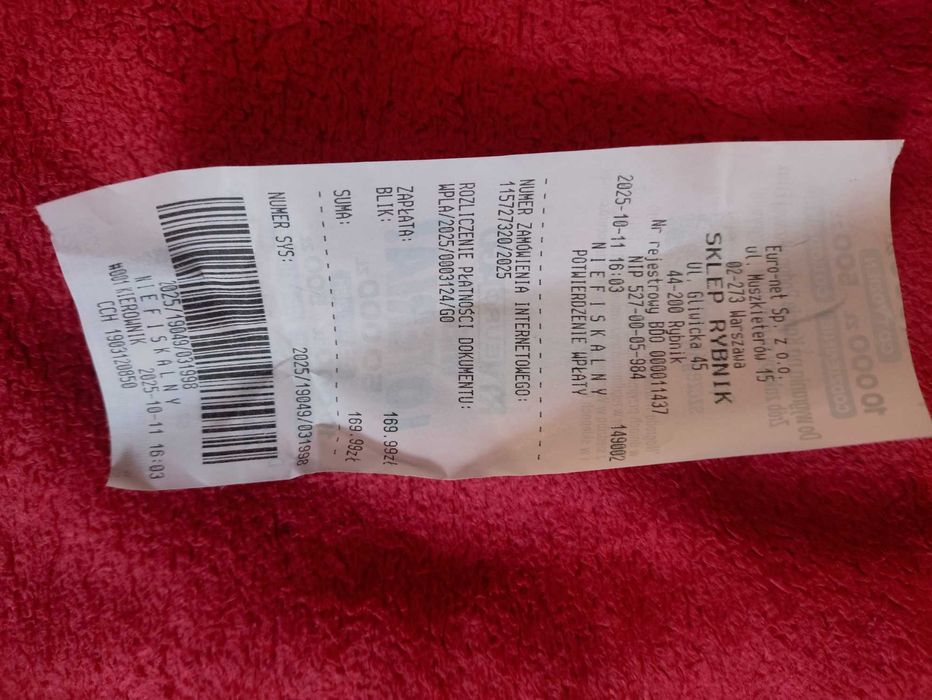 Euro-net Sp. z o.o.
ul. Muszkieterów 15
02-273 Warszawa
SKLEP RYBNIK
UL. Gliwicka 45
44-200 Rybnik
NIP 527-00-05-984
Nr rejestrowy BDO 000011437
2025-10-11 16:03 149002
N I E F I S K A L N Y
POTWIERDZENIE WPŁATY
NUMER ZAMÓWIENIA INTERNETOWEGO:
115727320/2025
ROZLICZENIE PŁATNOŚCI DOKUMENTU:
WPLA/2025/0003124/GO
ZAPŁATA:
BLIK: 169.99zł
SUMA: 169.99zł
NUMER SYS: 2025/19049/031998
2025/19049/031998
N I E F I S K A L N Y
#001 KIEROWNIK 2025-10-11 16:03
CCH 1903120850